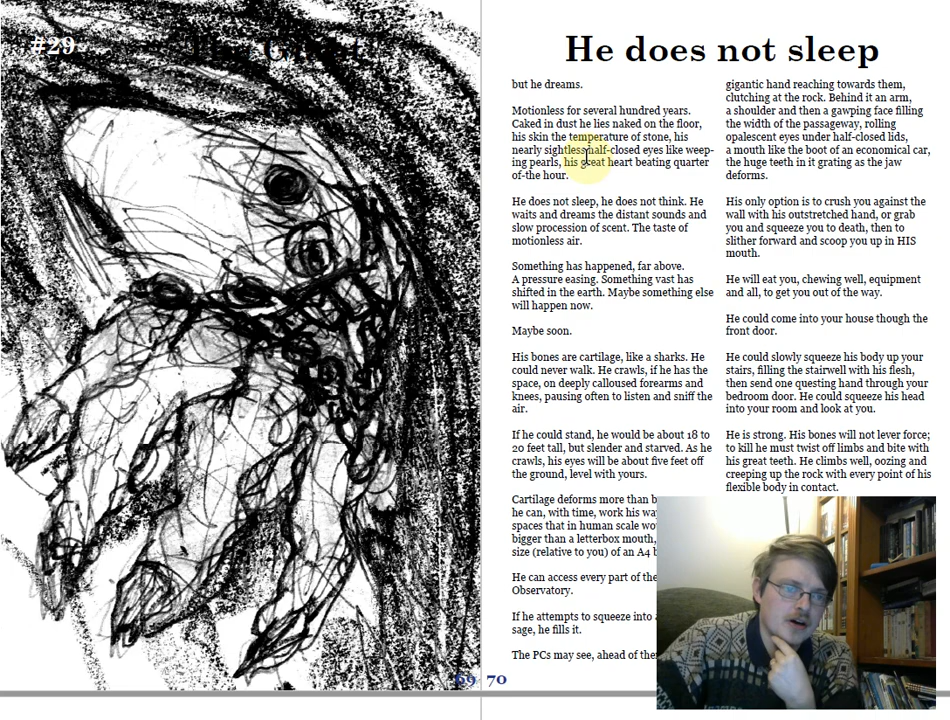 #29
He does not sleep
but he dreams.
Motionless for several hundred years.
Caked in dust he lies naked on the floor,
his skin the temperature of stone, his
nearly sightless half-closed eyes like weep-
ing pearls, his great heart beating quarter
of-the hour.
He does not sleep, he does not think. He
waits and dreams the distant sounds and
slow procession of scent. The taste of
motionless air.
Something has happened, far above.
A pressure easing. Something vast has
shifted in the earth. Maybe something else
will happen now.
Maybe soon.
His bones are cartilage, like a sharks. He
could never walk. He crawls, if he has the
space, on deeply calloused forearms and
knees, pausing often to listen and sniff the
air.
If he could stand, he would be about 18 to
20 feet tall, but slender and starved. As he
crawls, his eyes will be about five feet off
the ground, level with yours.
Cartilage deforms more than b
he can, with time, work his way
spaces that in human scale wo
bigger than a letterbox mouth,
size (relative to you) of an A4 b
He can access every part of the
Observatory.
If he attempts to squeeze into a
sage, he fills it.
The PCs may see, ahead of the
gigantic hand reaching towards them,
clutching at the rock. Behind it an arm,
a shoulder and then a gawping face filling
the width of the passageway, rolling
opalescent eyes under half-closed lids,
a mouth like the boot of an economical car,
the huge teeth in it grating as the jaw
deforms.
His only option is to crush you against the
wall with his outstretched hand, or grab
you and squeeze you to death, then to
slither forward and scoop you up in HIS
mouth.
He will eat you, chewing well, equipment
and all, to get you out of the way.
He could come into your house though the
front door.
He could slowly squeeze his body up your
stairs, filling the stairwell with his flesh,
then send one questing hand through your
bedroom door. He could squeeze his head
into your room and look at you.
He is strong. His bones will not lever force;
to kill he must twist off limbs and bite with
his great teeth. He climbs well, oozing and
creeping up the rock with every point of his
flexible body in contact.
69 70